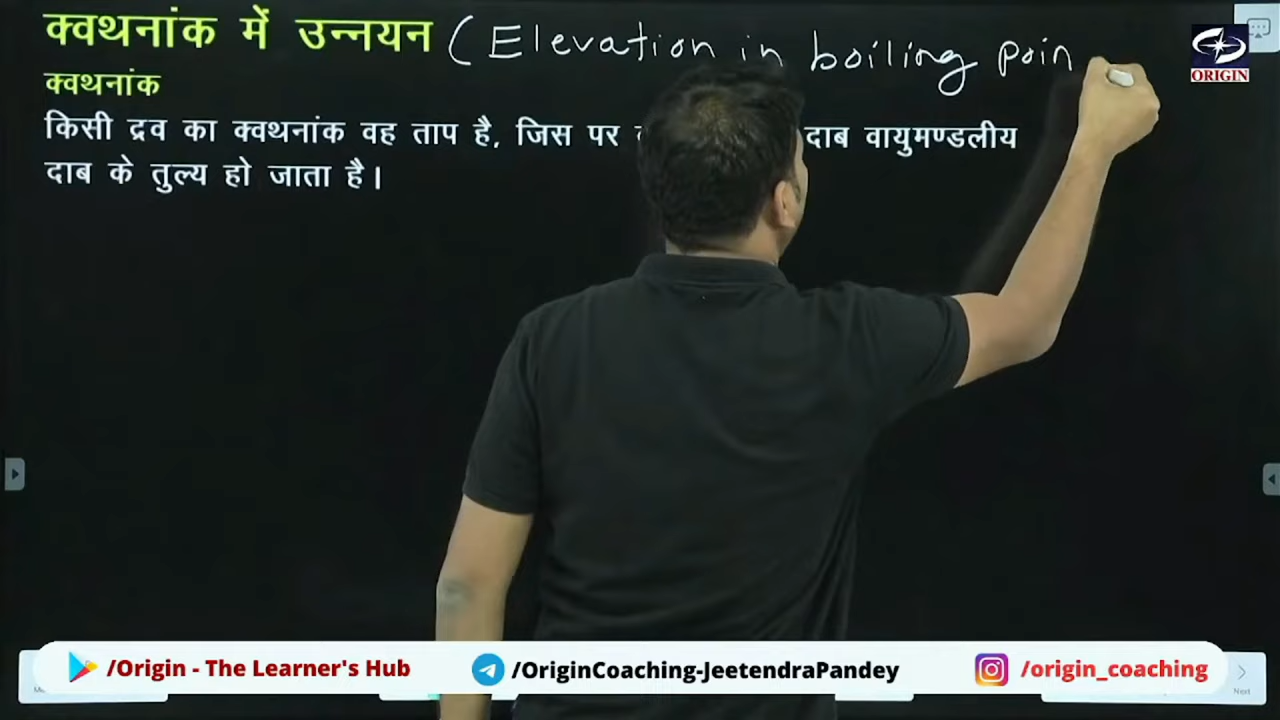 क्वथनांक में उन्नयन (Elevation in boiling poin
ORIGIN
क्वथनांक
किसी द्रव का क्वथनांक वह ताप है, जिस पर दाब वायुमण्डलीय
दाब के तुल्य हो जाता है।
/Origin - The Learner's Hub /OriginCoaching-JeetendraPandey /origin_coaching
Next